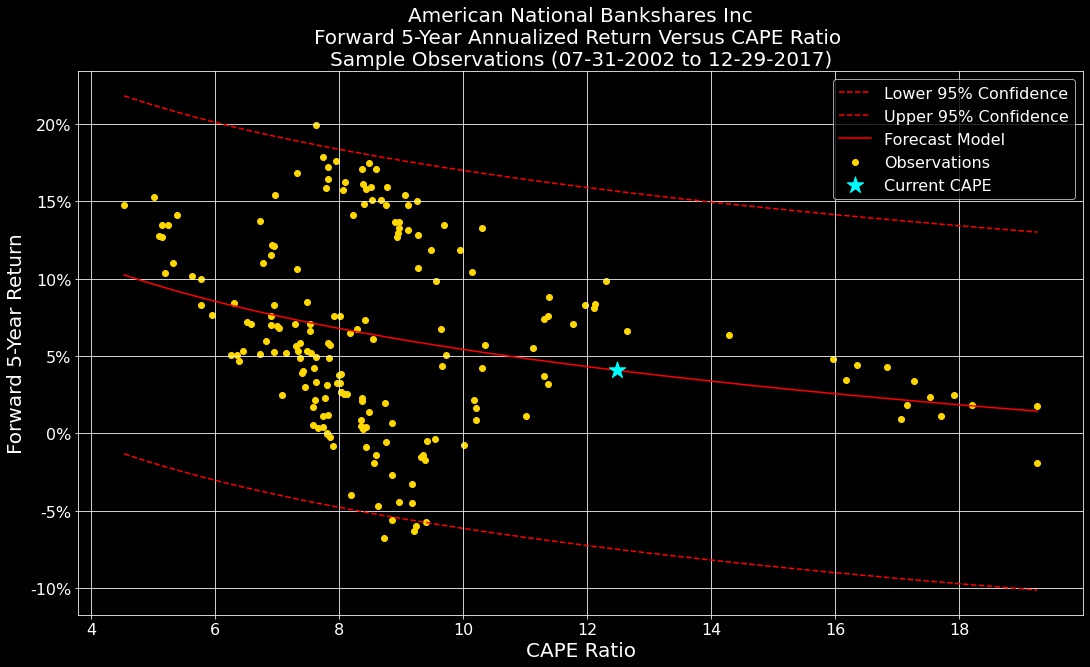 American National Bankshares Inc
Forward 5-Year Annualized Return Versus CAPE Ratio
Sample Observations (07-31-2002 to 12-29-2017)
Lower 95% Confidence
Upper 95% Confidence
Forecast Model
Observations
Current CAPE
Forward 5-Year Return
20%
15%
10%
5%
0%
-5%
-10%
4 6 8 10 12 14 16 18
CAPE Ratio